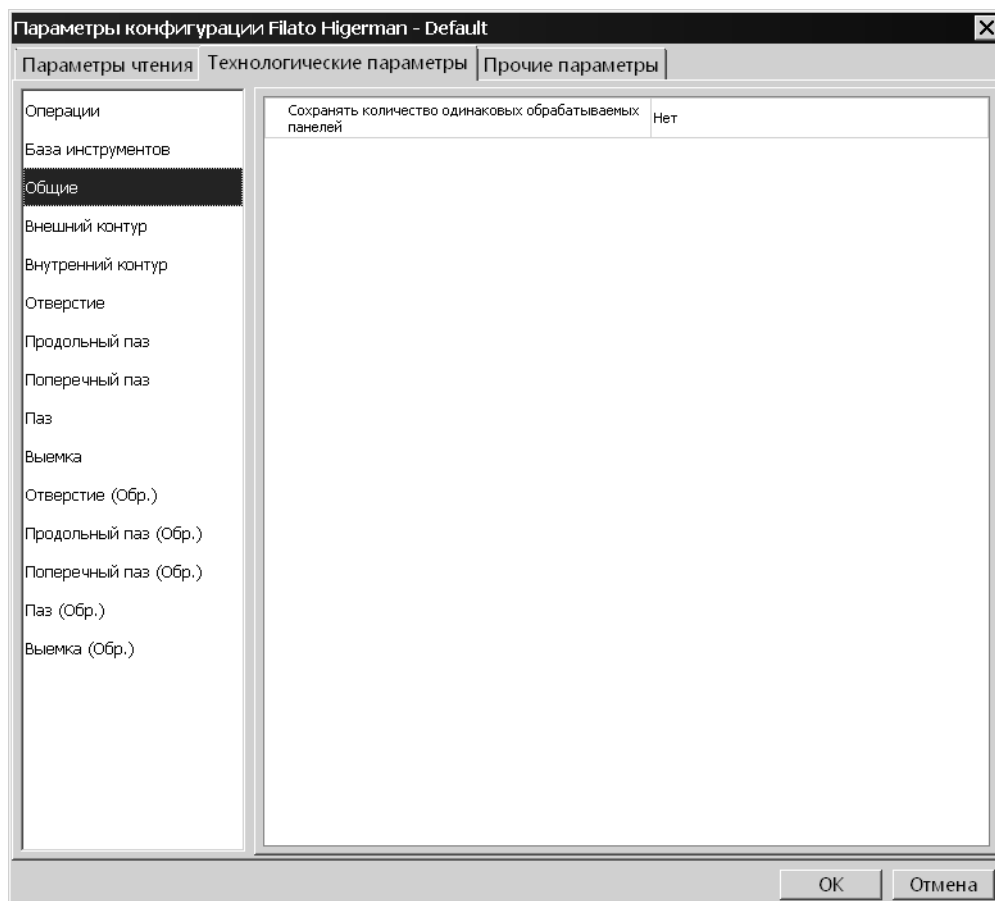 Параметры конфигурации Filato Higerman - Default
Параметры чтения Технологические параметры Прочие параметры
Операции
База инструментов
Общие
Внешний контур
Внутренний контур
Отверстие
Продольный паз
Поперечный паз
Паз
Выемка
Отверстие (Обр.)
Продольный паз (Обр.)
Поперечный паз (Обр.)
Паз (Обр.)
Выемка (Обр.)
Сохранять количество одинаковых обрабатываемых
панелей
Нет
OK Отмена